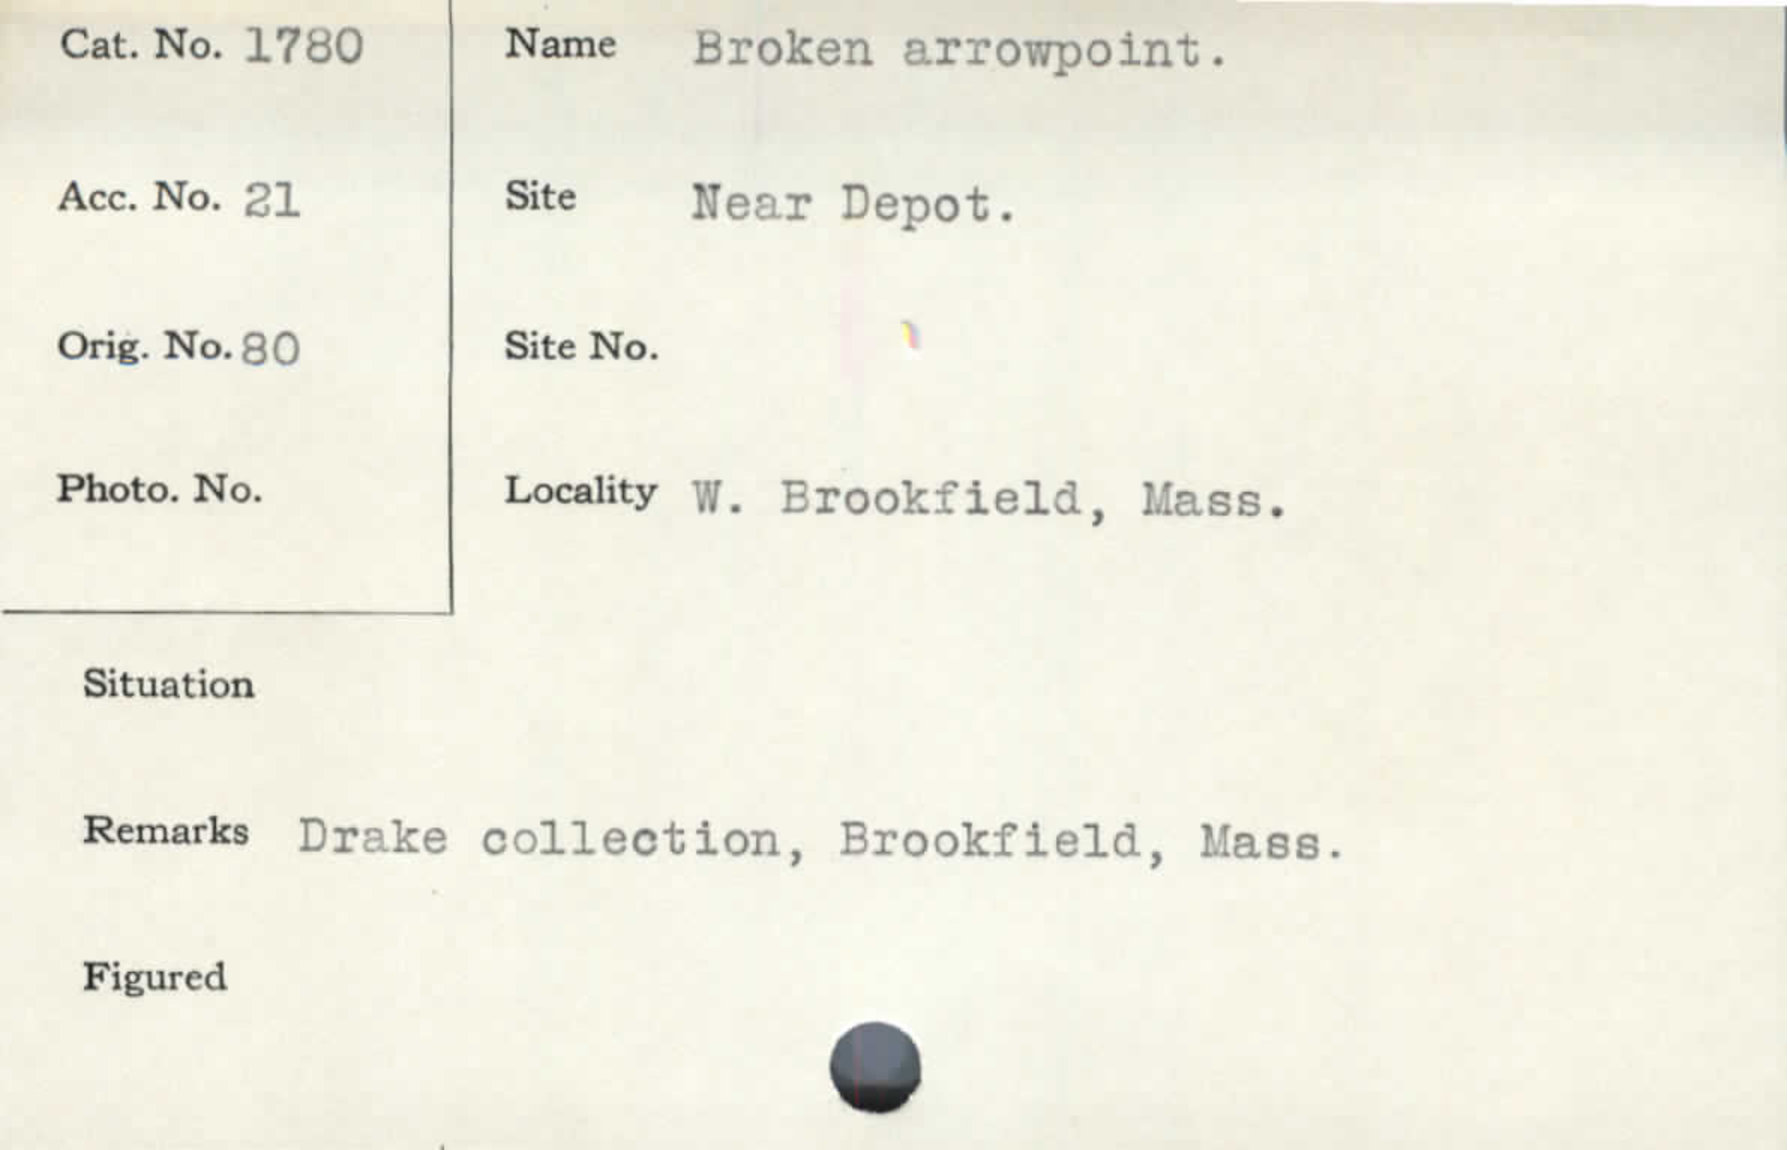 Cat. No. 1780
Name Broken arrowpoint.
Acc. No. 21
Site Near Depot.
Orig. No. 80
Site No.
Photo. No.
Locality W. Brookfield, Mass.
Situation
Remarks Drake collection, Brookfield, Mass.
Figured